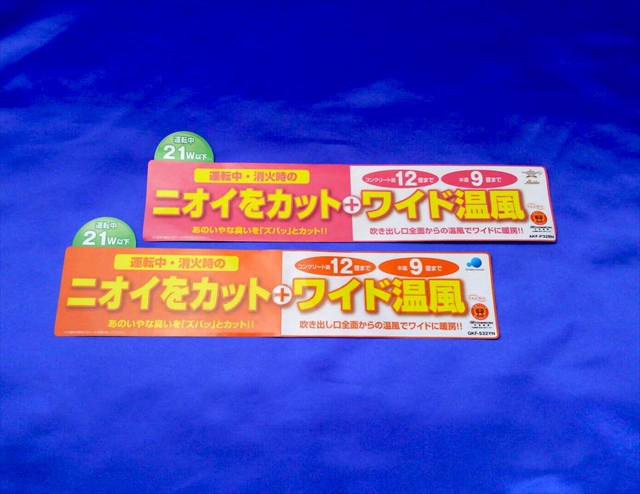 運転中
21W以下
運転中・消火時の
ニオイをカット+ワイド温風
コンクリート造12畳まで
木造9畳まで
あのいやな臭いを「ズバッ」とカット!!
吹き出し口全面からの温風でワイドに暖房!!
Aladdin
AKF-P328N
運転中
21W以下
運転中・消火時の
ニオイをカット+ワイド温風
コンクリート造12畳まで
木造9畳まで
あのいやな臭いを「ズバッ」とカット!!
吹き出し口全面からの温風でワイドに暖房!!
GKF-S32YN